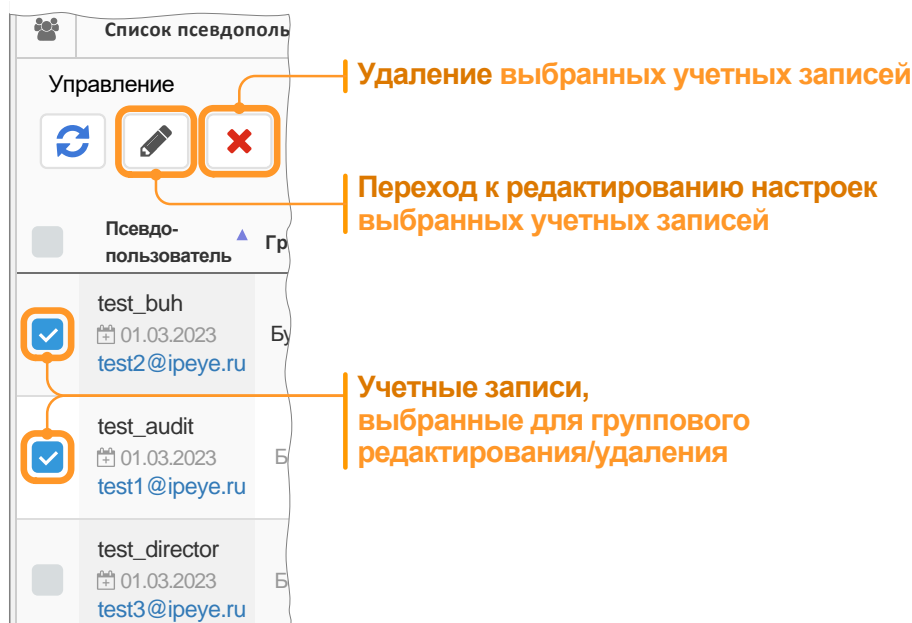 Список псевдополь
Управление
Удаление выбранных учетных записей
Переход к редактированию настроек
выбранных учетных записей
Псевдо-
пользователь
Гр
test_buh
01.03.2023
Бу
test2@ipeye.ru
Учетные записи,
выбранные для группового
редактирования/удаления
test_audit
01.03.2023
Б
test1@ipeye.ru
test_director
01.03.2023
Б
test3@ipeye.ru